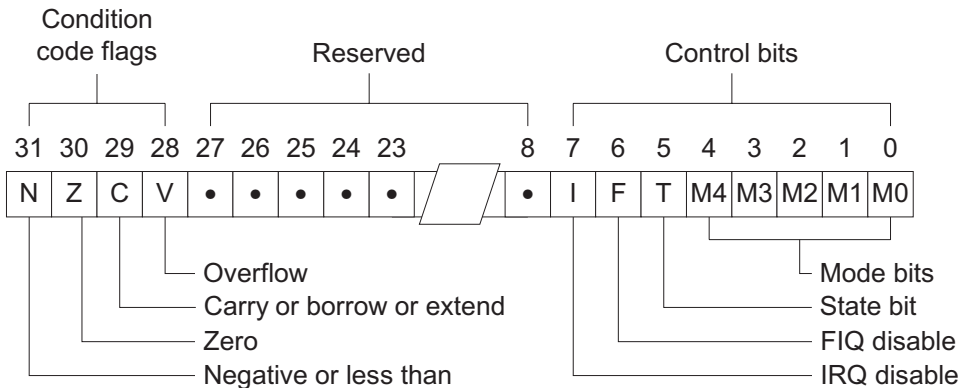 Condition
code flags
Reserved
Control bits
31 30 29 28 27 26 25 24 23 8 7 6 5 4 3 2 1 0
N Z C V • • • • • • I F T M4 M3 M2 M1 M0
Overflow
Mode bits
Carry or borrow or extend
State bit
Zero
FIQ disable
Negative or less than
IRQ disable